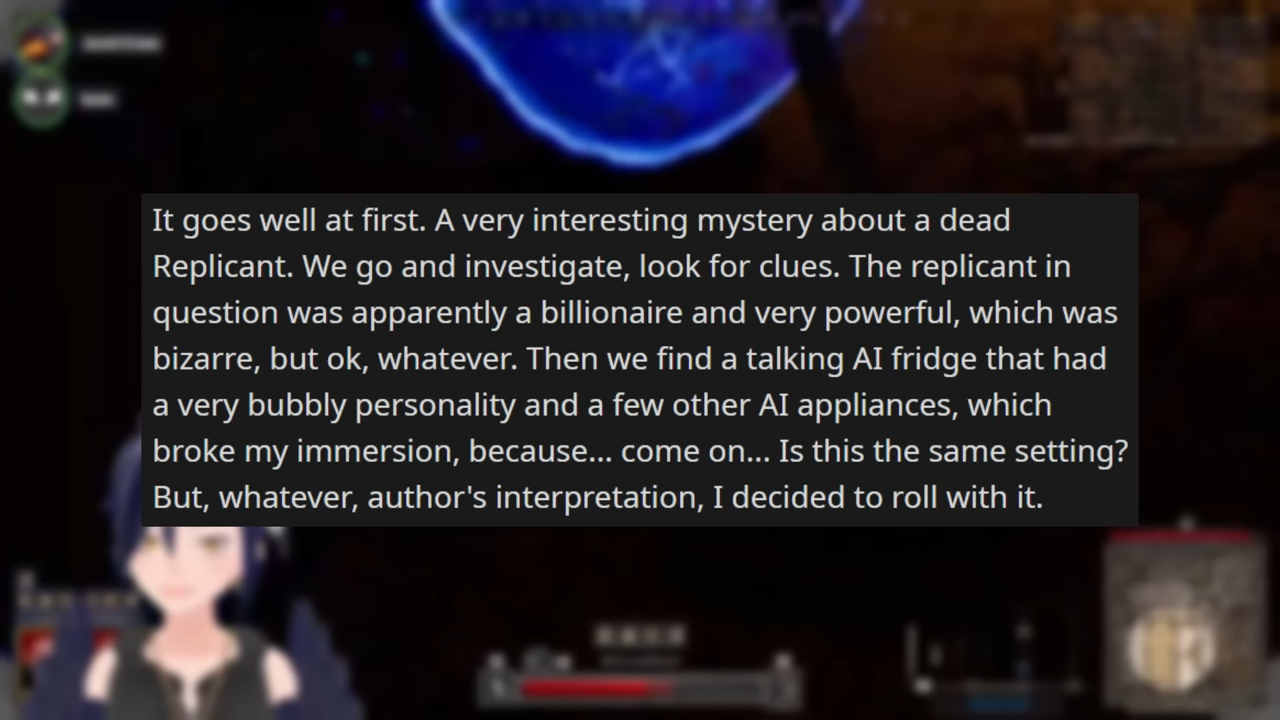 It goes well at first. A very interesting mystery about a dead
Replicant. We go and investigate, look for clues. The replicant in
question was apparently a billionaire and very powerful, which was
bizarre, but ok, whatever. Then we find a talking AI fridge that had
a very bubbly personality and a few other AI appliances, which
broke my immersion, because... come on... Is this the same setting?
But, whatever, author's interpretation, I decided to roll with it.